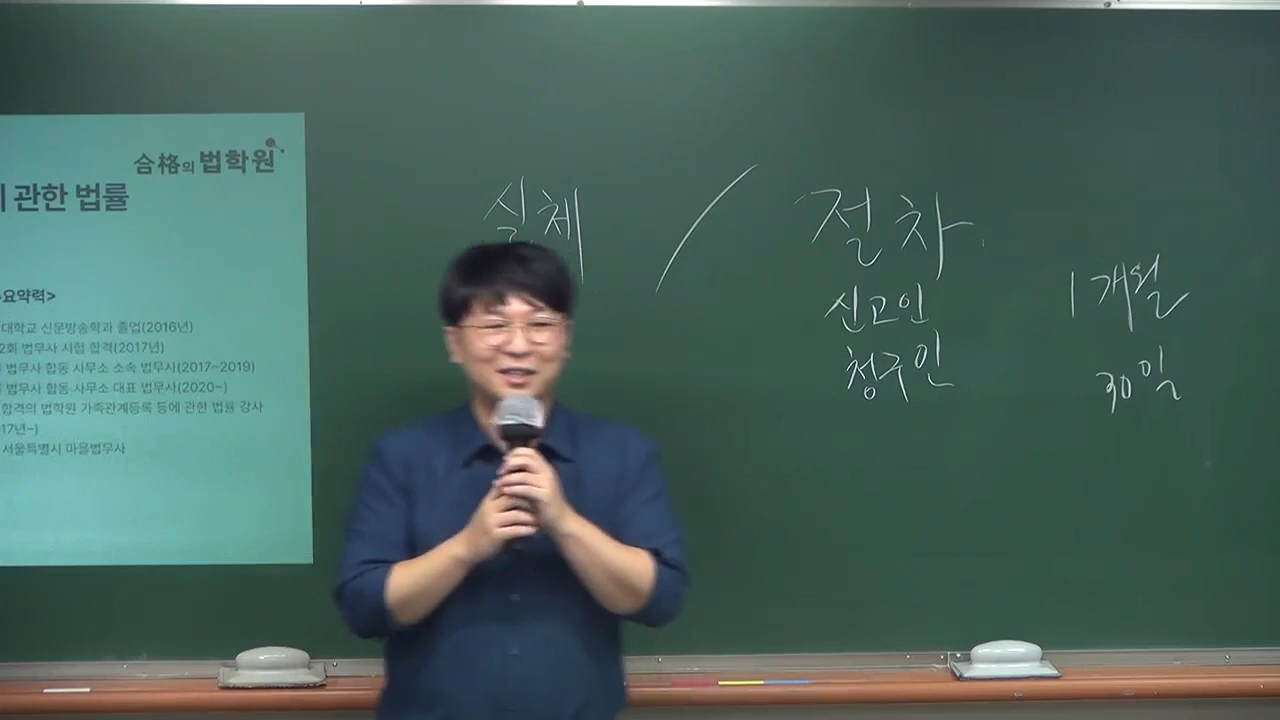 合格의 법학원
관한 법률
요약력>
대학교 신문방송학과 졸업(2016년)
2회 법무사 시험 합격(2017년)
법무사 합동 사무소 소속 법무사(2017~2019)
법무사 합동 사무소 대표 법무사(2020~)
합격의 법학원 가족관계등록 등에 관한 법률 강사
17년~)
서울특별시 마을법무사
실체 / 절차
신고인 1개월
청구인 30일